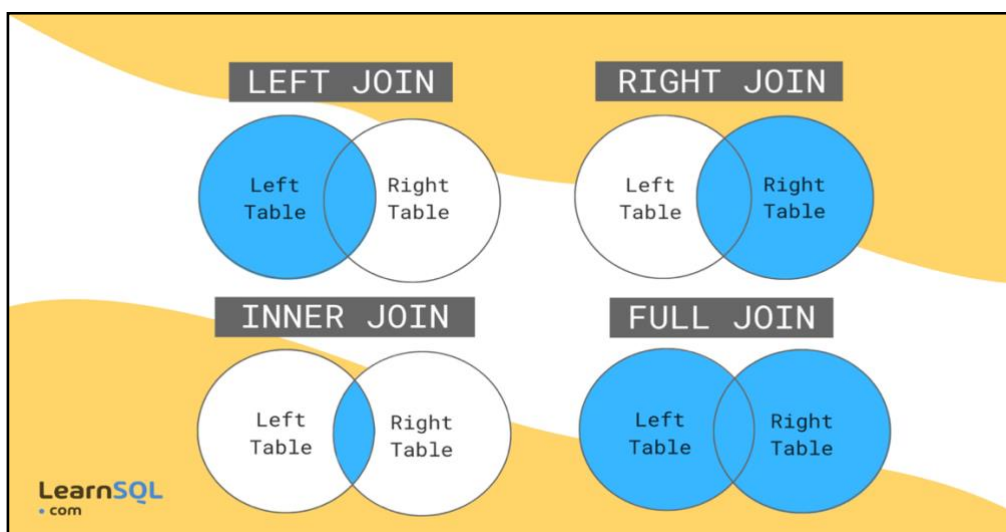 LEFT JOIN
Left
Table
Right
Table
RIGHT JOIN
Left
Table
Right
Table
INNER JOIN
Left
Table
Right
Table
FULL JOIN
Left
Table
Right
Table
LearnSQL
.com